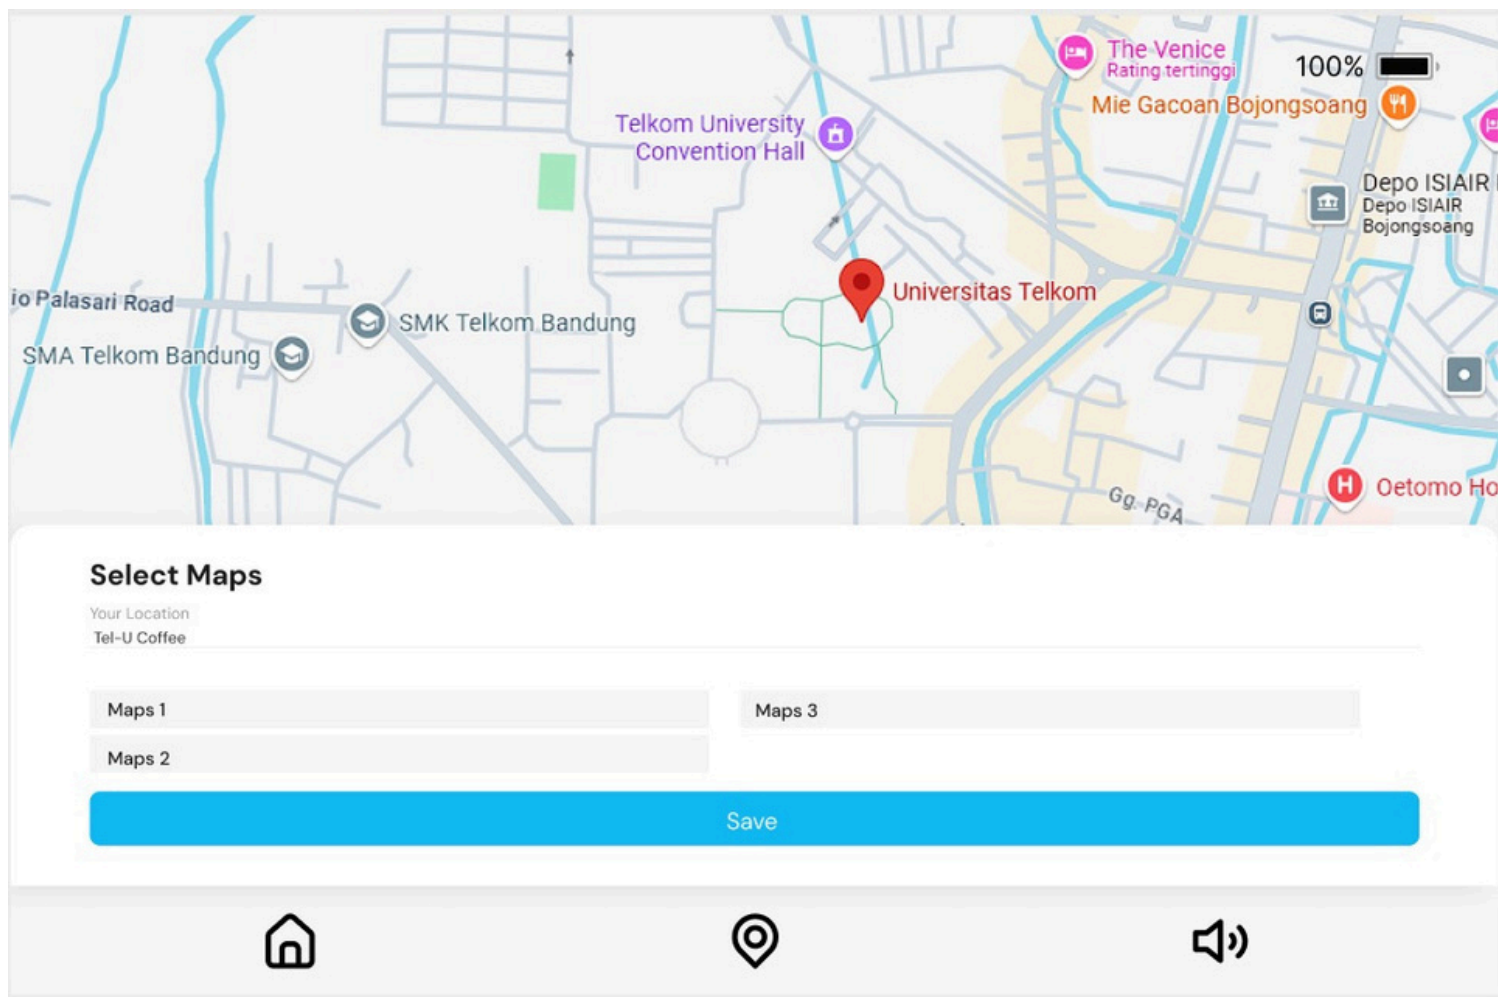 The Venice
Rating tertinggi
100%
Mie Gacoan Bojongsoang
Telkom University
Convention Hall
Depo ISIAIR
Depo ISIAIR
Bojongsoang
Universitas Telkom
io Palasari Road
SMK Telkom Bandung
SMA Telkom Bandung
H
Oetomo Ho
Gg. PGA
Select Maps
Your Location
Tel-U Coffee
Maps 1
Maps 3
Maps 2
Save